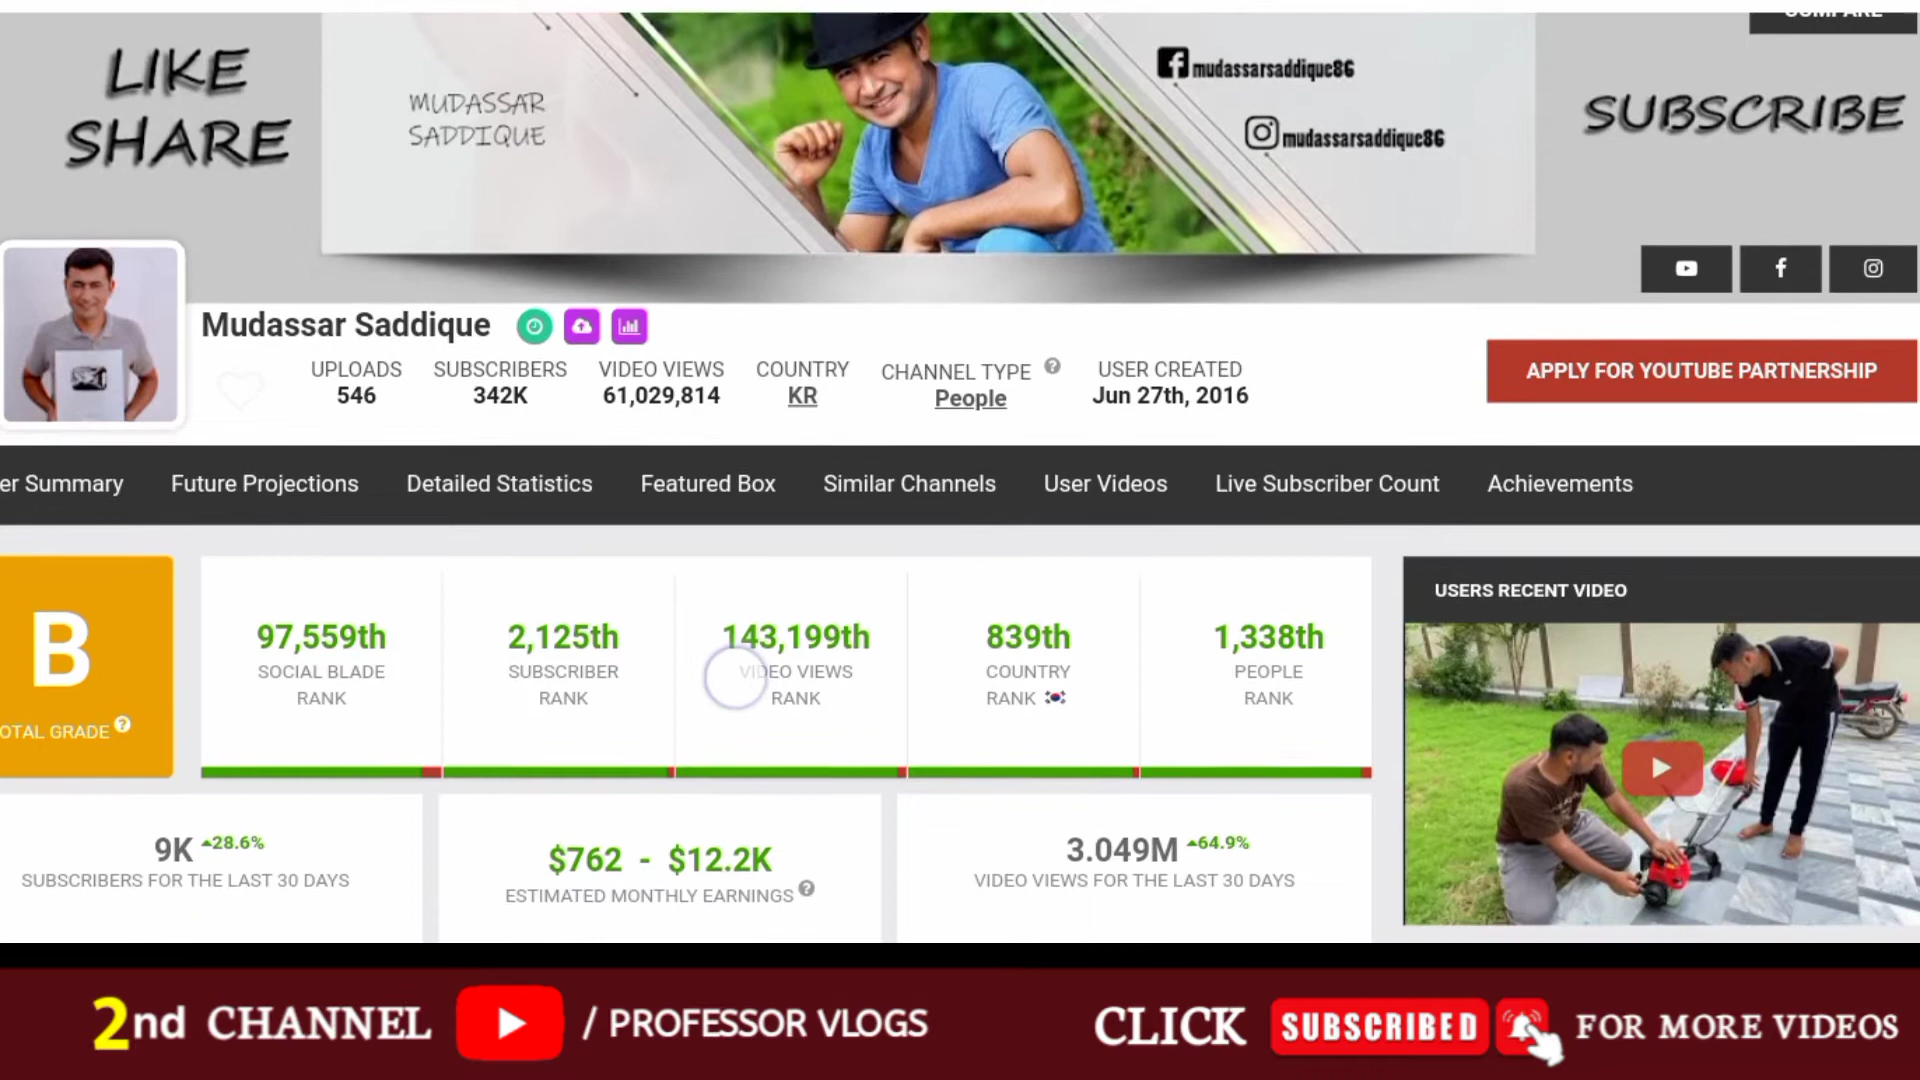 COMPARE
LIKE
SHARE
MUDASSAR
SADDIQUE
mudassarsaddique86
mudassarsaddique86
SUBSCRIBE
Mudassar Saddique
UPLOADS
546
SUBSCRIBERS
342K
VIDEO VIEWS
61,029,814
COUNTRY
KR
CHANNEL TYPE
People
USER CREATED
Jun 27th, 2016
APPLY FOR YOUTUBE PARTNERSHIP
er Summary Future Projections Detailed Statistics Featured Box Similar Channels User Videos Live Subscriber Count Achievements
B
OTAL GRADE
97,559th
SOCIAL BLADE
RANK
2,125th
SUBSCRIBER
RANK
143,199th
VIDEO VIEWS
RANK
839th
COUNTRY
RANK
1,338th
PEOPLE
RANK
USERS RECENT VIDEO
9K 28.6%
SUBSCRIBERS FOR THE LAST 30 DAYS
$762 - $12.2K
ESTIMATED MONTHLY EARNINGS
3.049M 64.9%
VIDEO VIEWS FOR THE LAST 30 DAYS
2nd CHANNEL / PROFESSOR VLOGS
CLICK SUBSCRIBED FOR MORE VIDEOS